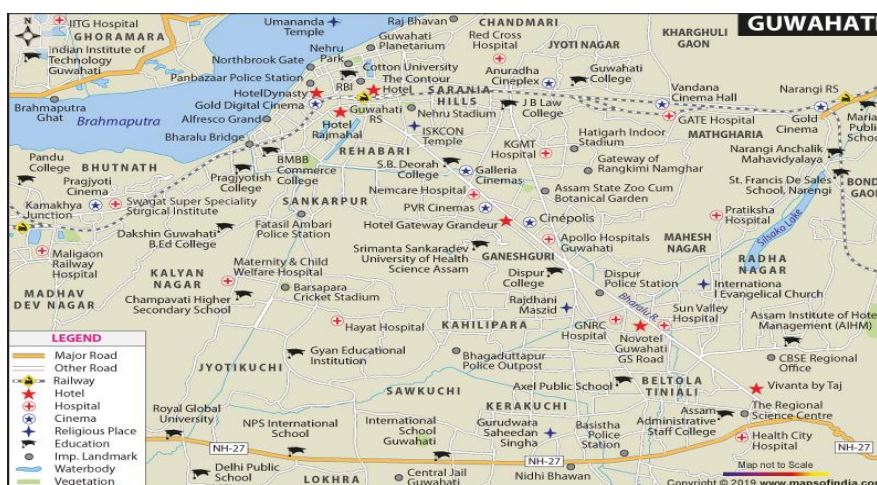 GUWAHATI
N
IITG Hospital
GHORAMARA
Indian Institute of
Technology
Guwahati
Brahmaputra
Ghat
Brahmaputra
Umananda
Temple
Raj Bhavan
CHANDMARI
Guwahati
Planetarium
Red Cross
Hospital
JYOTI NAGAR
KHARGHULI
GAON
Nehru
Park
Northbrook Gate
Cotton University
Panbazaar Police Station
RBI
The Contour
Hotel
Anuradha
Cineplex
Guwahati
College
Vandana
Cinema Hall
Narangi RS
HotelDynasty
Gold Digital Cinema
SARANIA
HILLS
Guwahati
RS
Nehru Stadium
J B Law
College
GATE Hospital
Gold
Cinema
Maria
Public
School
Alfresco Grand
Hotel
Rajmahal
ISKCON
Temple
Hatigarh Indoor
Stadium
MATHGHARIA
Bharalu Bridge
REHABARI
KGMT
Hospital
Narangi Anchalik
Mahavidyalaya
Pandu
College
BHUTNATH
BMBB
Commerce
College
S.B. Deorah
College
Gateway of
Rangkimi Namghar
Pragjyoti
Cinema
Pragjyotish
College
Galleria
Cinemas
St. Francis De Sales
School, Narengi
BOND
GAON
Kamakhya
Junction
Swagat Super Speciality
Sturgical Institute
SANKARPUR
Nemcare Hospital
Assam State Zoo Cum
Botanical Garden
PVR Cinemas
Cinépolis
Pratiksha
Hospital
Silsako Lake
Fatasil Ambari
Police Station
Hotel Gateway Grandeur
Dakshin Guwahati
B.Ed College
Apollo Hospitals
Guwahati
MAHESH
NAGAR
Maligaon
Railway
Hospital
Srimanta Sankaradev
University of Health
Science Assam
GANESHGURI
RADHA
NAGAR
KALYAN
NAGAR
Maternity & Child
Welfare Hospital
Dispur
College
Dispur
Police Station
MADHAV
DEV NAGAR
Champavati Higher
Secondary School
Barsapara
Cricket Stadium
Rajdhani
Maszid
Bharalu R.
Internationa
l Evangelical Church
Sun Valley
Hospital
Hayat Hospital
KAHILIPARA
GNRC
Hospital
Novotel
Guwahati
GS Road
Assam Institute of Hote
Management (AIHM)
JYOTIKUCHI
Gyan Educational
Institution
Bhagaduttapur
Police Outpost
CBSE Regional
Office
Axel Public School
BELTOLA
TINIALI
Vivanta by Taj
SAWKUCHI
KERAKUCHI
Royal Global
University
NPS International
School
International
School
Guwahati
Gurudwara
Saheedan
Singha
Basistha
Police
Station
Assam
Administrative
Staff College
The Regional
Science Centre
Health City
Hospital
NH-27
NH-27
NH-27
Delhi Public
School
LOKHRA
Central Jail
Guwahati
Nidhi Bhawan
LEGEND
Major Road
Other Road
Railway
Hotel
Hospital
Cinema
Religious Place
Education
Imp. Landmark
Waterbody
Vegetation
Map not to Scale
Copyright © 2019 www.mapsofindia.com